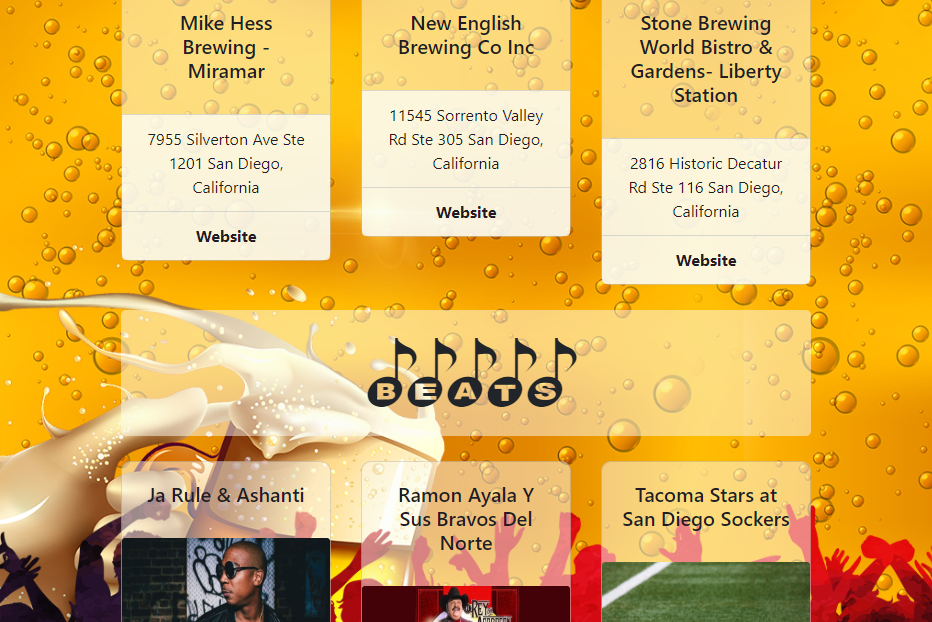 Mike Hess
Brewing -
Miramar
7955 Silverton Ave Ste
1201 San Diego,
California
Website
New English
Brewing Co Inc
11545 Sorrento Valley
Rd Ste 305 San Diego,
California
Website
Stone Brewing
World Bistro &
Gardens- Liberty
Station
2816 Historic Decatur
Rd Ste 116 San Diego,
California
Website
BEATS
Ja Rule & Ashanti
Ramon Ayala Y
Sus Bravos Del
Norte
REY
Tacoma Stars at
San Diego Sockers